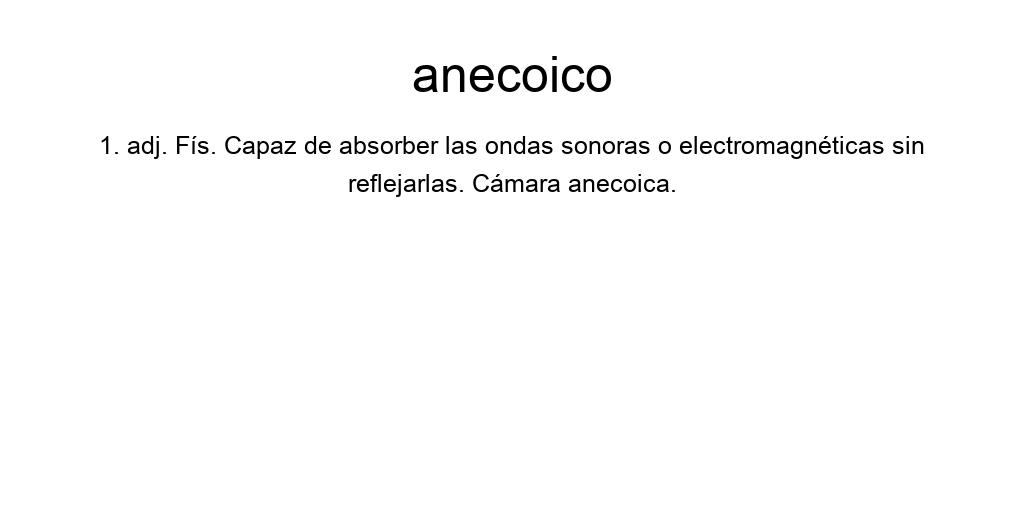 anecoico
1. adj. Fís. Capaz de absorber las ondas sonoras o electromagnéticas sin
reflejarlas. Cámara anecoica.